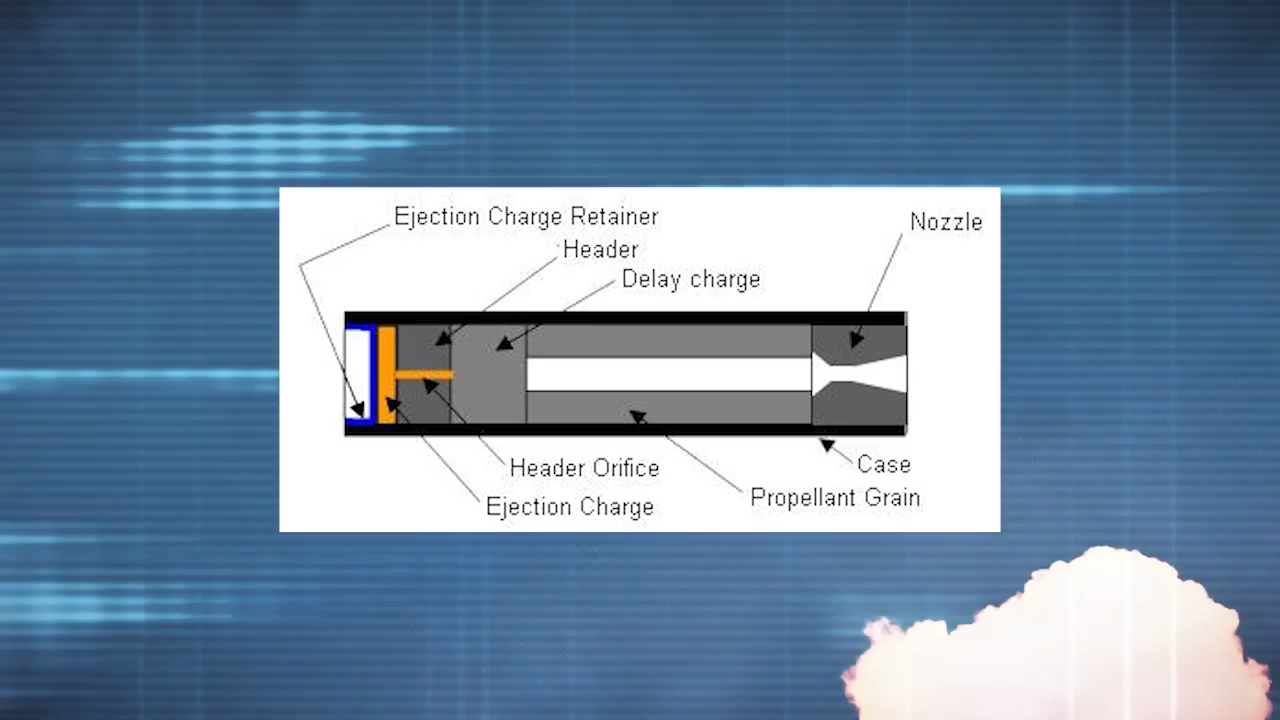 Ejection Charge Retainer
Nozzle
Header
Delay charge
Header Orifice
Case
Propellant Grain
Ejection Charge